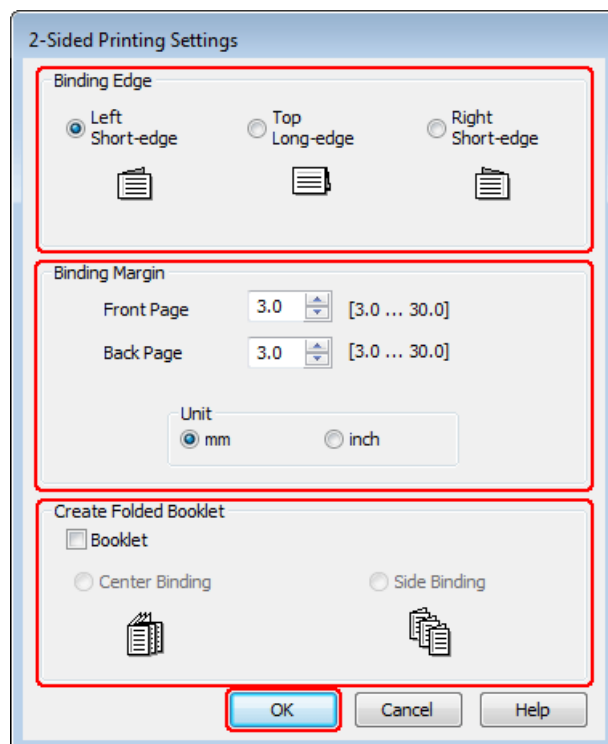 2-Sided Printing Settings
Binding Edge
Left Short-edge
Top Long-edge
Right Short-edge
Binding Margin
Front Page 3.0 [3.0 ... 30.0]
Back Page 3.0 [3.0 ... 30.0]
Unit
mm inch
Create Folded Booklet
Booklet
Center Binding Side Binding
OK Cancel Help